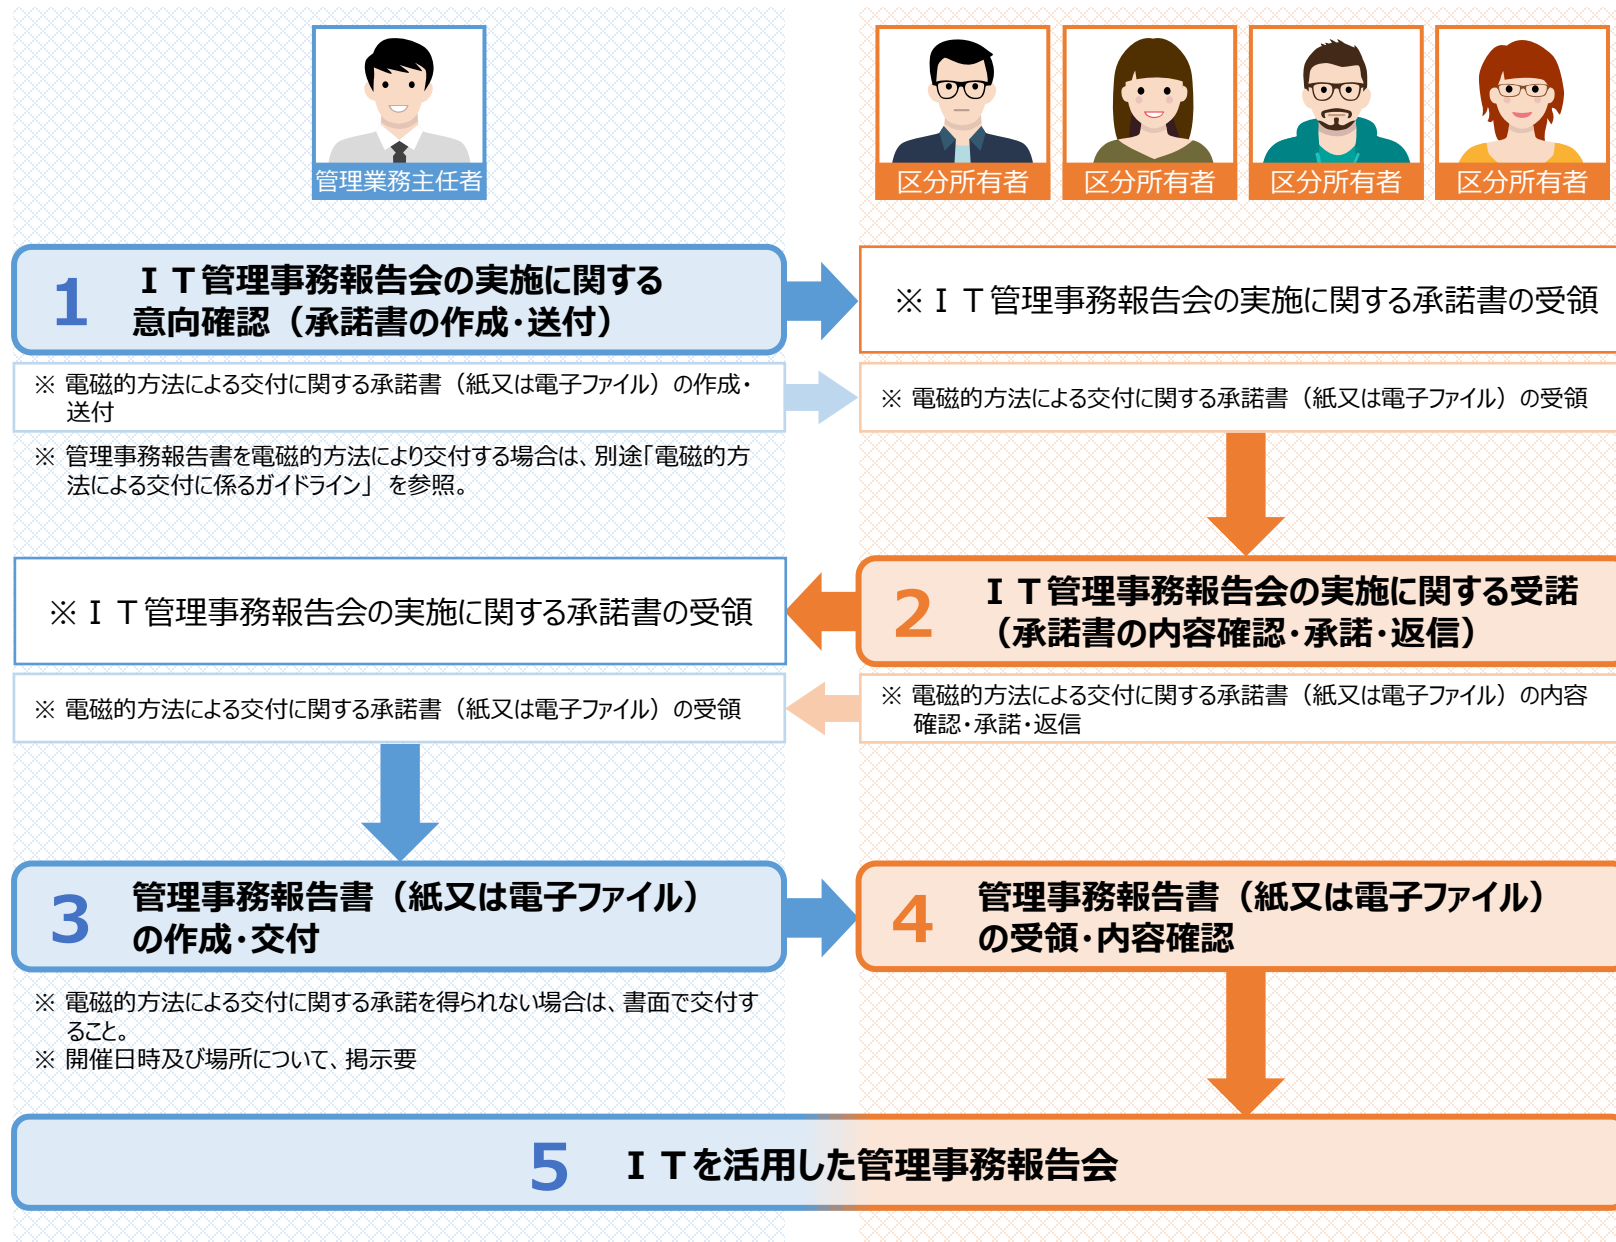 管理業務主任者
区分所有者
区分所有者
区分所有者
区分所有者
1
ＩＴ管理事務報告会の実施に関する
意向確認（承諾書の作成・送付）
※ＩＴ管理事務報告会の実施に関する承諾書の受領
※ 電磁的方法による交付に関する承諾書（紙又は電子ファイル）の作成・
送付
※ 電磁的方法による交付に関する承諾書（紙又は電子ファイル）の受領
※ 管理事務報告書を電磁的方法により交付する場合は、別途「電磁的方
法による交付に係るガイドライン」 を参照。
※ＩＴ管理事務報告会の実施に関する承諾書の受領
2
ＩＴ管理事務報告会の実施に関する受諾
（承諾書の内容確認・承諾・返信）
※ 電磁的方法による交付に関する承諾書（紙又は電子ファイル）の受領
※ 電磁的方法による交付に関する承諾書（紙又は電子ファイル）の内容
確認・承諾・返信
3
管理事務報告書（紙又は電子ファイル）
の作成・交付
4
管理事務報告書（紙又は電子ファイル）
の受領・内容確認
※ 電磁的方法による交付に関する承諾を得られない場合は、書面で交付す
ること。
※ 開催日時及び場所について、掲示要
5
ＩＴを活用した管理事務報告会